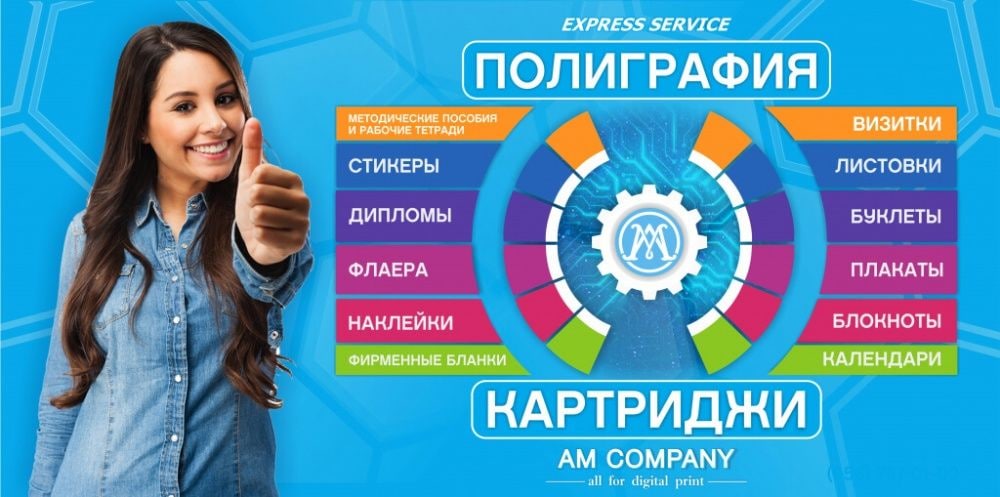 EXPRESS SERVICE
ПОЛИГРАФИЯ
МЕТОДИЧЕСКИЕ ПОСОБИЯ
И РАБОЧИЕ ТЕТРАДИ
СТИКЕРЫ
ДИПЛОМЫ
ФЛАЕРА
НАКЛЕЙКИ
ФИРМЕННЫЕ БЛАНКИ
ВИЗИТКИ
ЛИСТОВКИ
БУКЛЕТЫ
ПЛАКАТЫ
БЛОКНОТЫ
КАЛЕНДАРИ
КАРТРИДЖИ
AM COMPANY
all for digital print